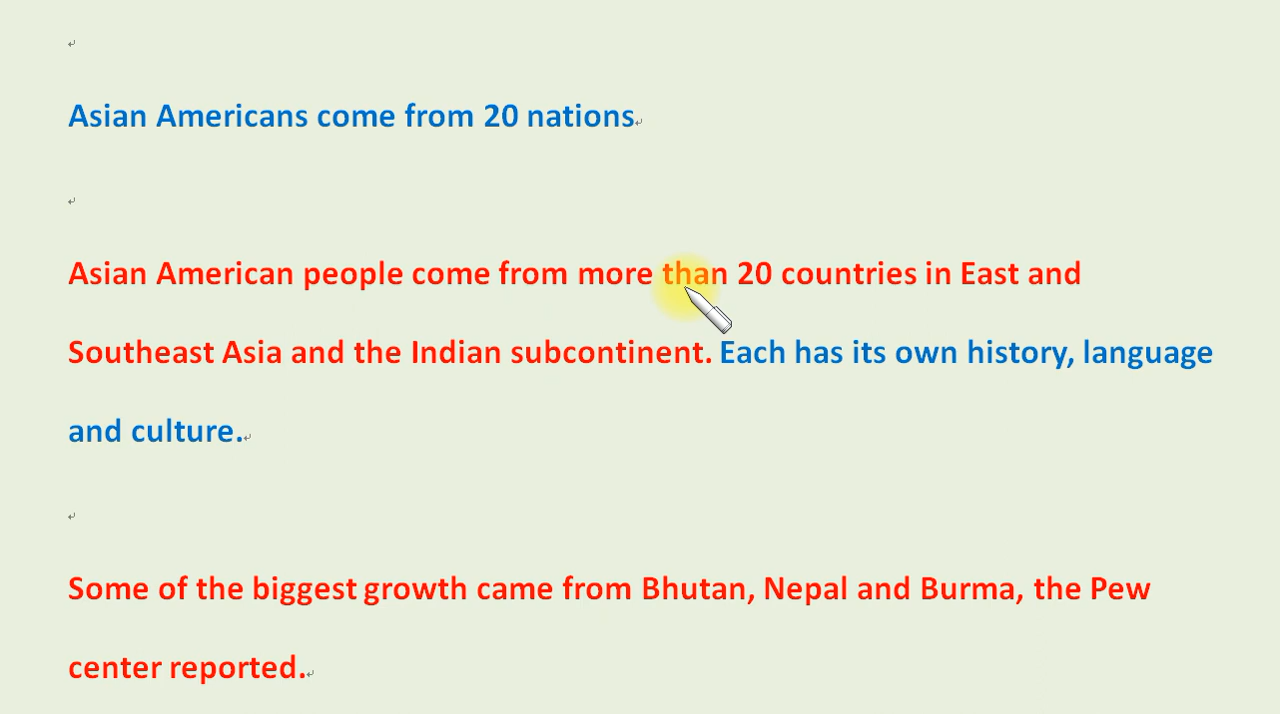 Asian Americans come from 20 nations
Asian American people come from more than 20 countries in East and
Southeast Asia and the Indian subcontinent. Each has its own history, language
and culture.
Some of the biggest growth came from Bhutan, Nepal and Burma, the Pew
center reported.